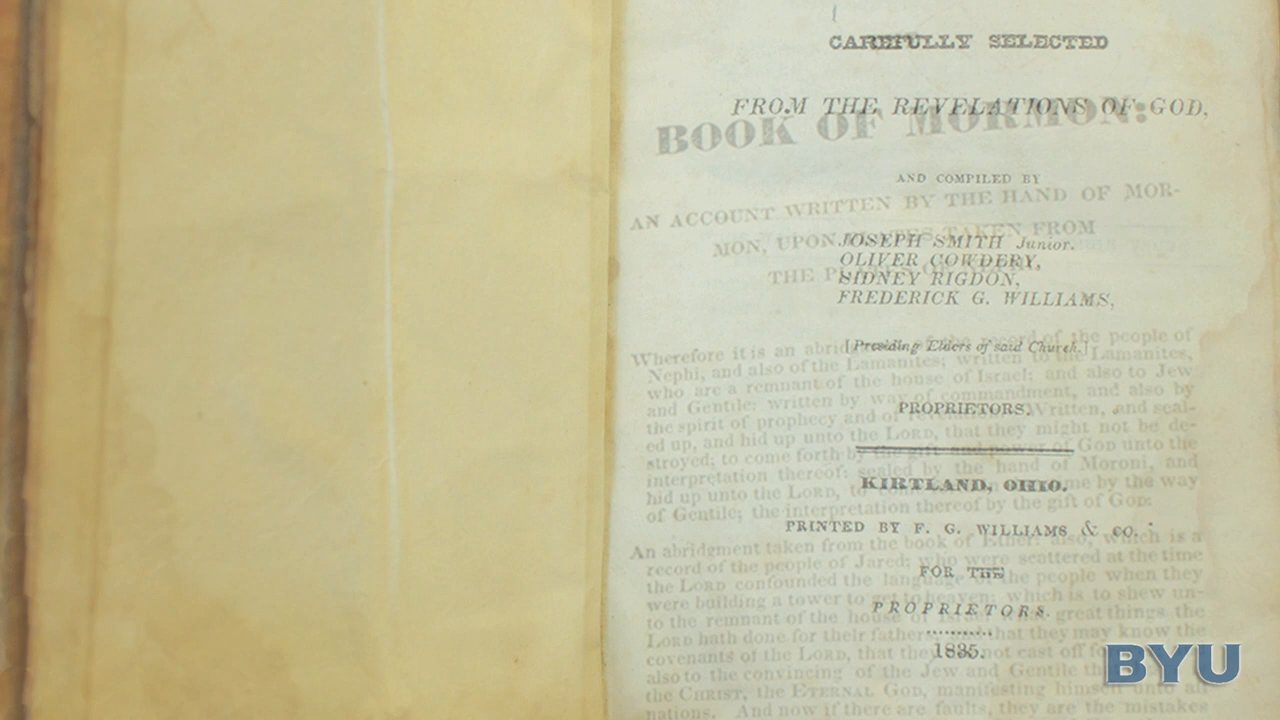 CAREFULLY SELECTED
FROM THE REVELATIONS OF GOD,
AND COMPILED BY
JOSEPH SMITH Junior.
OLIVER COWDERY,
SIDNEY RIGDON,
FREDERICK G. WILLIAMS,
[Presiding Elders of said Church.]
PROPRIETORS.
KIRTLAND, OHIO.
PRINTED BY F. G. WILLIAMS & CO.
FOR THE
PROPRIETORS.
1835.
BOOK OF MORMON:
AN ACCOUNT WRITTEN BY THE HAND OF MOR-
MON, UPON PLATES TAKEN FROM
THE PLATES OF
Wherefore it is an abridgment of the record of the people of
Nephi, and also of the Lamanites; written to the Lamanites,
who are a remnant of the house of Israel; and also to Jew
and Gentile: written by way of commandment, and also by
the spirit of prophecy and of revelation. Written, and seal-
ed up, and hid up unto the LORD, that they might not be de-
stroyed; to come forth by the gift and power of GOD unto the
interpretation thereof: sealed by the hand of Moroni, and
hid up unto the LORD, to come by the way
of Gentile; the interpretation thereof by the gift of GOD:
An abridgment taken from the book of Ether: also, which is a
record of the people of Jared; who were scattered at the time
the LORD confounded the language of the people when they
were building a tower to get to heaven: which is to shew un-
to the remnant of the house of Israel what great things the
LORD hath done for their fathers; and that they may know the
covenants of the LORD, that they are not cast off
also to the convincing of the Jew and Gentile
the CHRIST, the ETERNAL GOD, manifesting himself unto all
nations. And now if there are faults, they are the mistakes
BYU